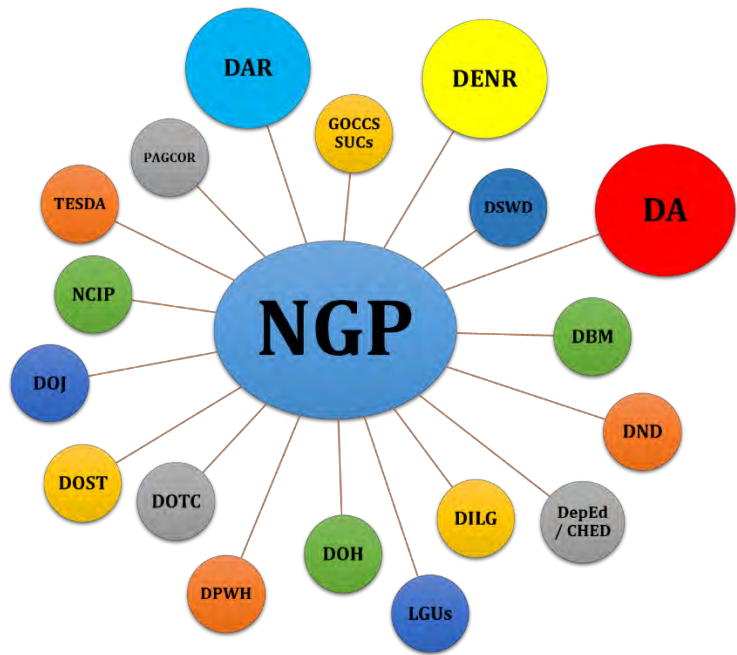 DAR
DENR
GOCCS
SUCs
PAGCOR
TESDA
DSWD
DA
NCIP
NGP
DBM
DOJ
DND
DOST
DOTC
DILG
DepEd
/ CHED
DOH
DPWH
LGUs